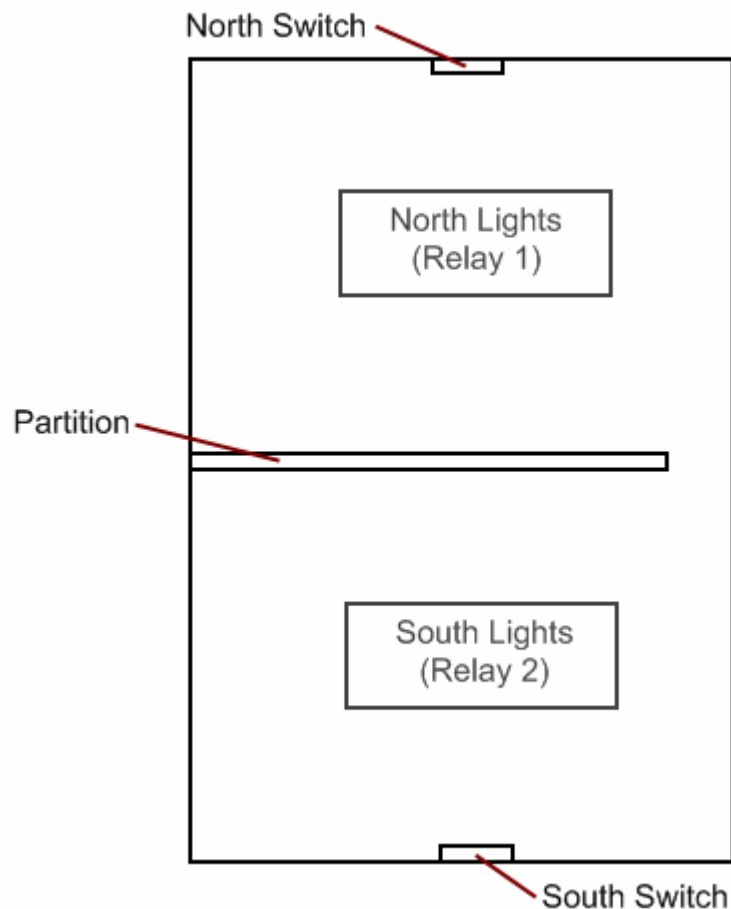 North Switch
North Lights
(Relay 1)
Partition
South Lights
(Relay 2)
South Switch